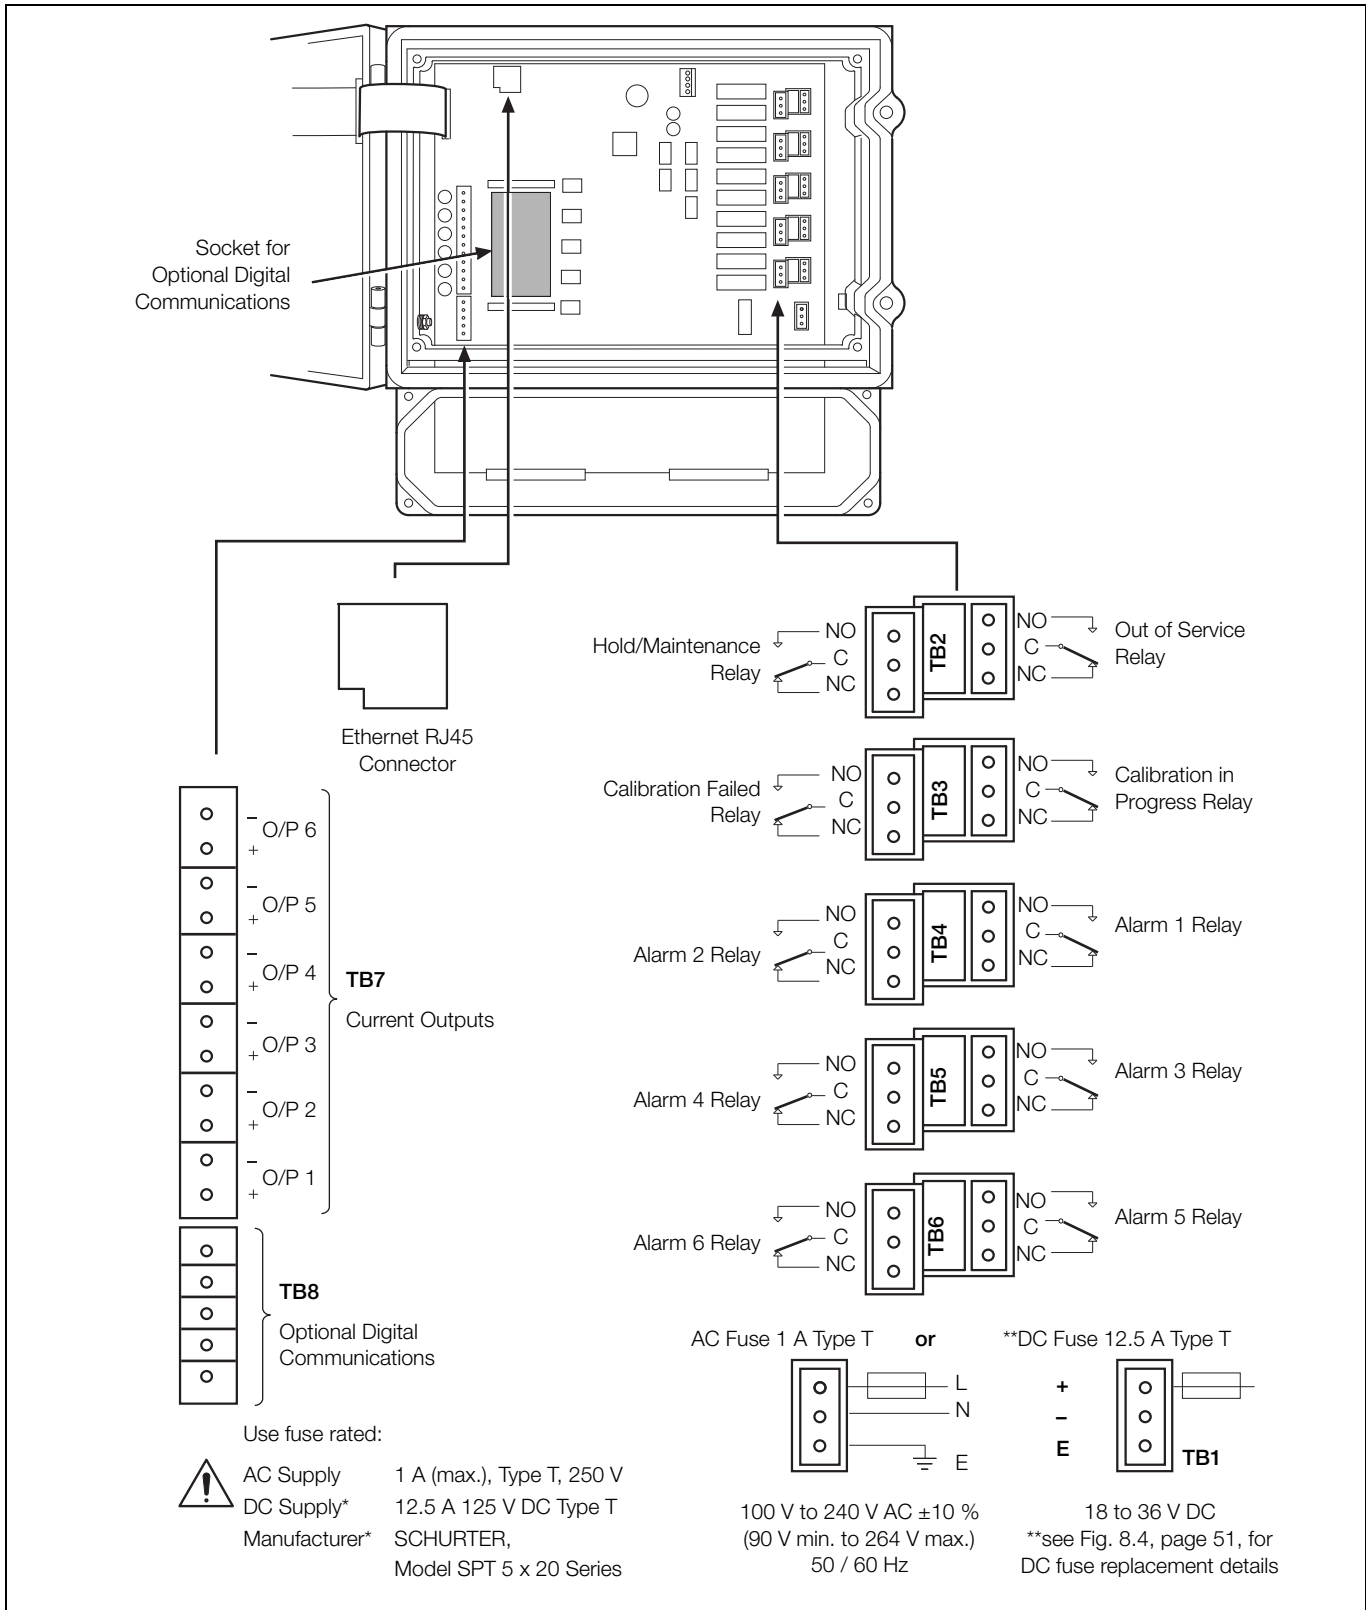 Socket for
Optional Digital
Communications
Ethernet RJ45
Connector
Hold/Maintenance
Relay
NO
C
NC
TB2
NO
C
NC
Out of Service
Relay
Calibration Failed
Relay
NO
C
NC
TB3
NO
C
NC
Calibration in
Progress Relay
Alarm 2 Relay
NO
C
NC
TB4
NO
C
NC
Alarm 1 Relay
Alarm 4 Relay
NO
C
NC
TB5
NO
C
NC
Alarm 3 Relay
Alarm 6 Relay
NO
C
NC
TB6
NO
C
NC
Alarm 5 Relay
–
O/P 6
+
–
O/P 5
+
–
O/P 4
+
–
O/P 3
+
–
O/P 2
+
–
O/P 1
+
TB7
Current Outputs
TB8
Optional Digital
Communications
AC Fuse 1 A Type T or **DC Fuse 12.5 A Type T
L
N
E
+
–
E
TB1
100 V to 240 V AC ±10 %
(90 V min. to 264 V max.)
50 / 60 Hz
18 to 36 V DC
**see Fig. 8.4, page 51, for
DC fuse replacement details
Use fuse rated:
AC Supply 1 A (max.), Type T, 250 V
DC Supply* 12.5 A 125 V DC Type T
Manufacturer* SCHURTER,
Model SPT 5 x 20 Series